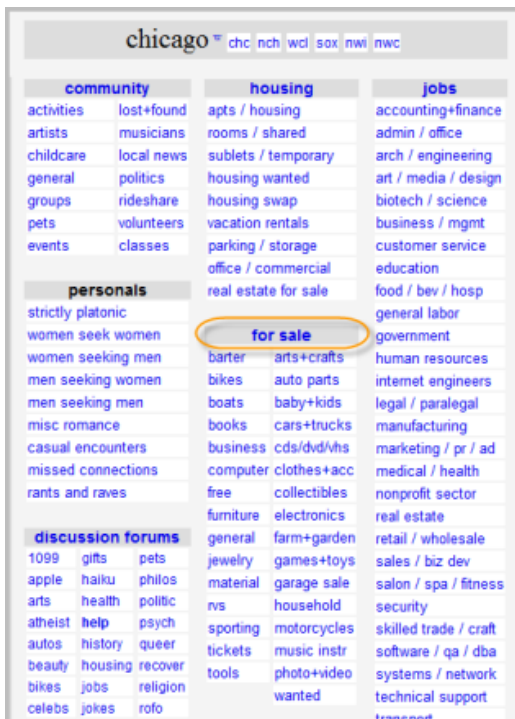 chicago w chc nch wcl sox nwi nwc
community
activities lost+found
artists musicians
childcare local news
general politics
groups rideshare
pets volunteers
events classes
personals
strictly platonic
women seek women
women seeking men
men seeking women
men seeking men
misc romance
casual encounters
missed connections
rants and raves
discussion forums
1099 gifts pets
apple haiku philos
arts health politic
atheist help psych
autos history queer
beauty housing recover
bikes jobs religion
celebs jokes rofo
housing
apts / housing
rooms / shared
sublets / temporary
housing wanted
housing swap
vacation rentals
parking / storage
office / commercial
real estate for sale
for sale
barter arts+crafts
bikes auto parts
boats baby+kids
books cars+trucks
business cds/dvd/vhs
computer clothes+acc
free collectibles
furniture electronics
general farm+garden
jewelry games+toys
material garage sale
rvs household
sporting motorcycles
tickets music instr
tools photo+video
wanted
jobs
accounting+finance
admin / office
arch / engineering
art / media / design
biotech / science
business / mgmt
customer service
education
food / bev / hosp
general labor
government
human resources
internet engineers
legal / paralegal
manufacturing
marketing / pr / ad
medical / health
nonprofit sector
real estate
retail / wholesale
sales / biz dev
salon / spa / fitness
security
skilled trade / craft
software / qa / dba
systems / network
technical support
transport